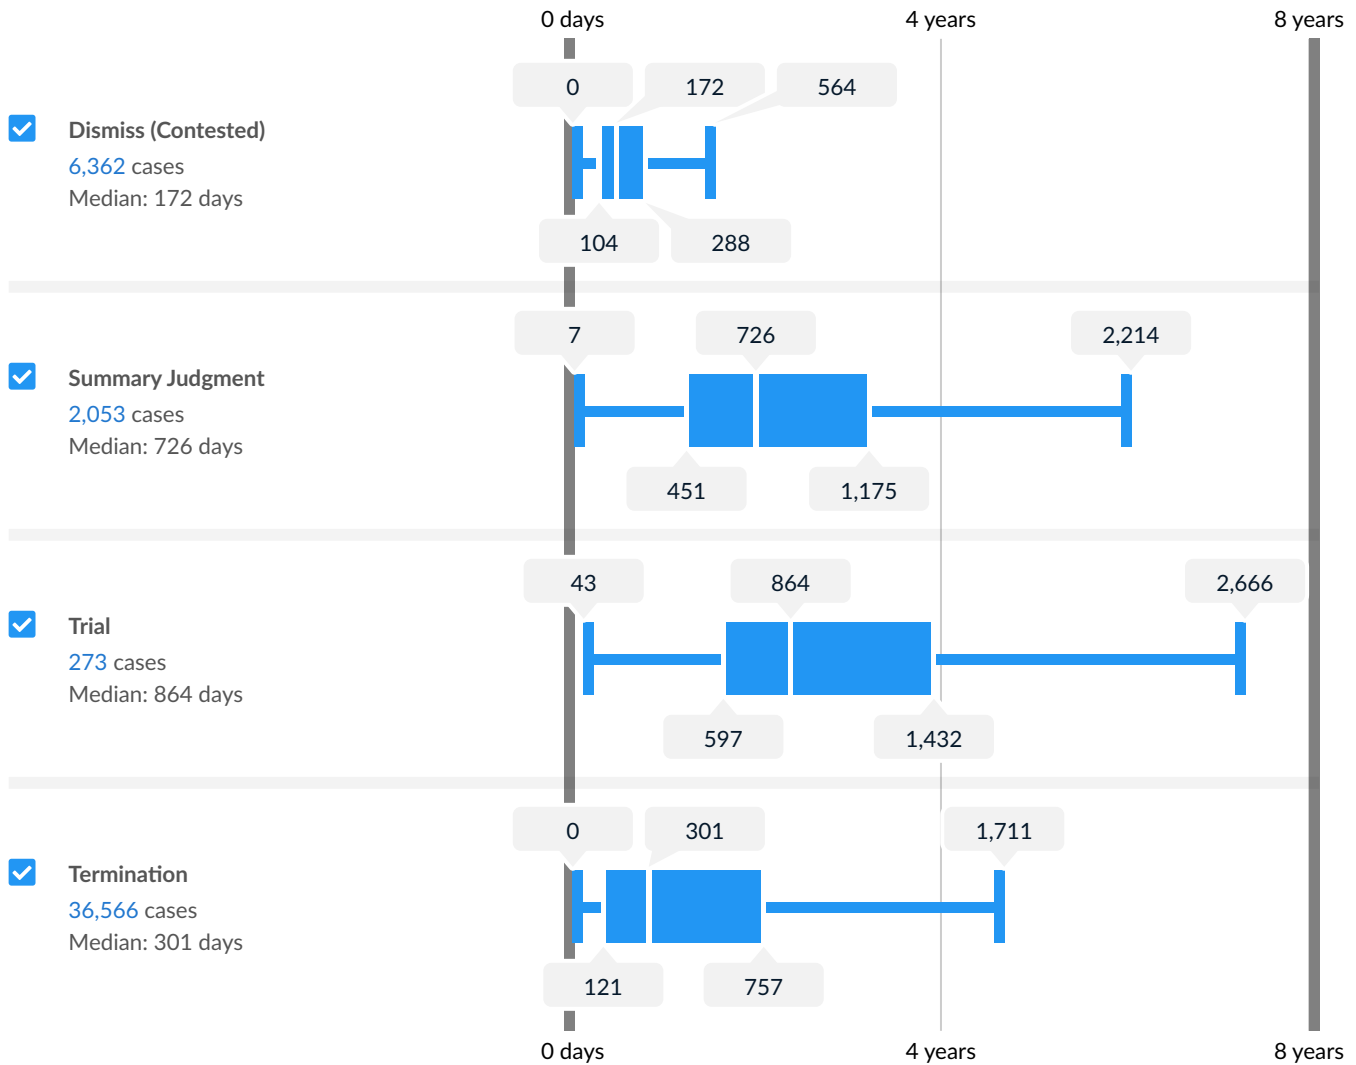 0 days 4 years 8 years
0 172 564
Dismiss (Contested)
6,362 cases
Median: 172 days
104 288
7 726 2,214
Summary Judgment
2,053 cases
Median: 726 days
451 1,175
43 864 2,666
Trial
273 cases
Median: 864 days
597 1,432
0 301 1,711
Termination
36,566 cases
Median: 301 days
121 757
0 days 4 years 8 years